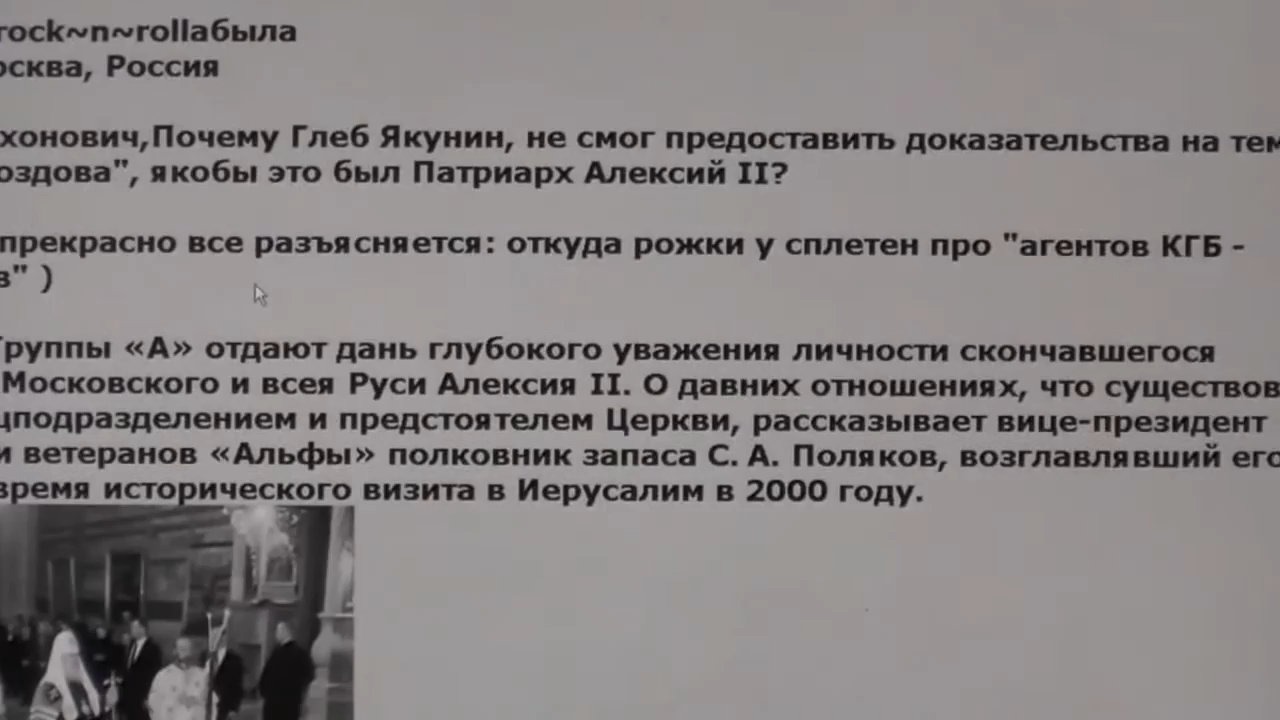 rock~n~rollaбыла
осква, Россия
хонович,Почему Глеб Якунин, не смог предоставить доказательства на тем
оздова", якобы это был Патриарх Алексий II?
прекрасно все разъясняется: откуда рожки у сплетен про "агентов КГБ -
в" )
Группы «А» отдают дань глубокого уважения личности скончавшегося
Московского и всея Руси Алексия II. О давних отношениях, что существов
цподразделением и предстоятелем Церкви, рассказывает вице-президент
и ветеранов «Альфы» полковник запаса С. А. Поляков, возглавлявший его
время исторического визита в Иерусалим в 2000 году.